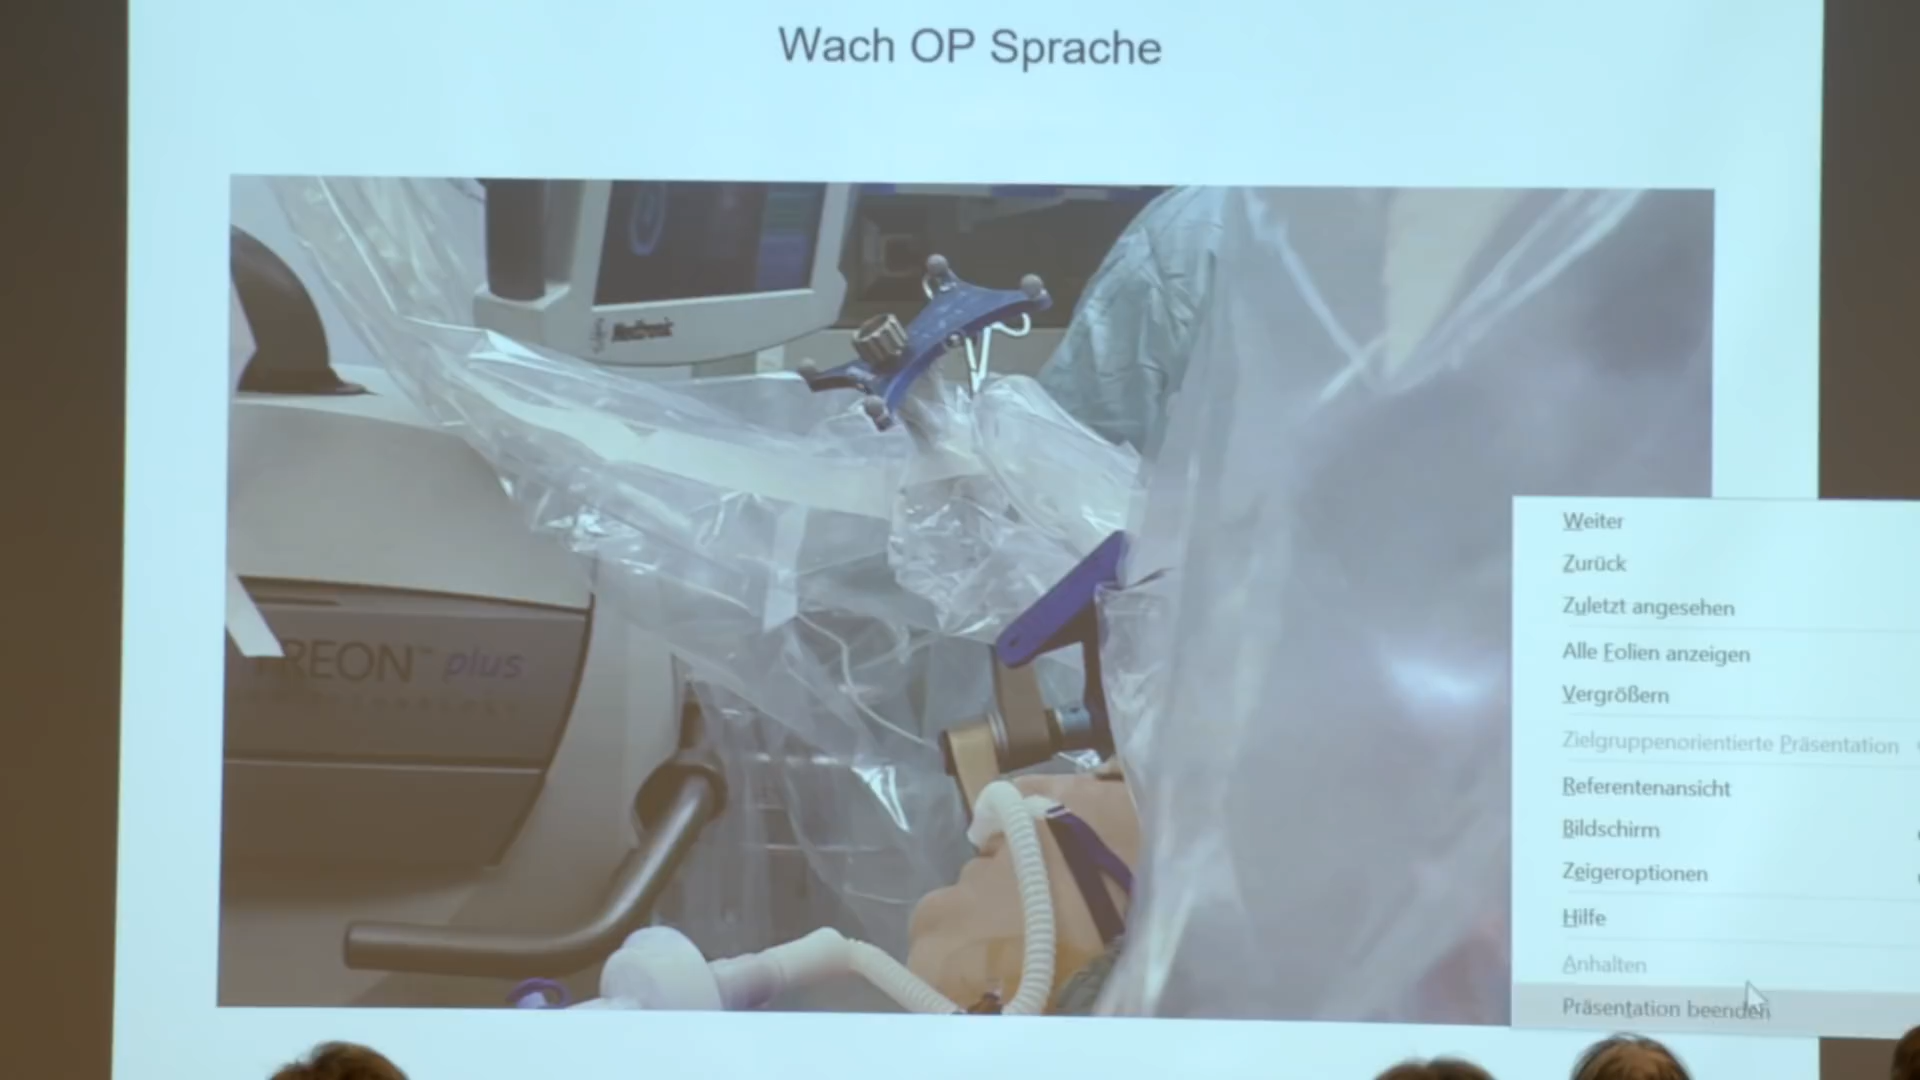 Wach OP Sprache
Medtronic
TREON™ plus
Weiter
Zurück
Zuletzt angesehen
Alle Folien anzeigen
Vergrößern
Zielgruppenorientierte Präsentation
Referentenansicht
Bildschirm
Zeigeroptionen
Hilfe
Anhalten
Präsentation beenden